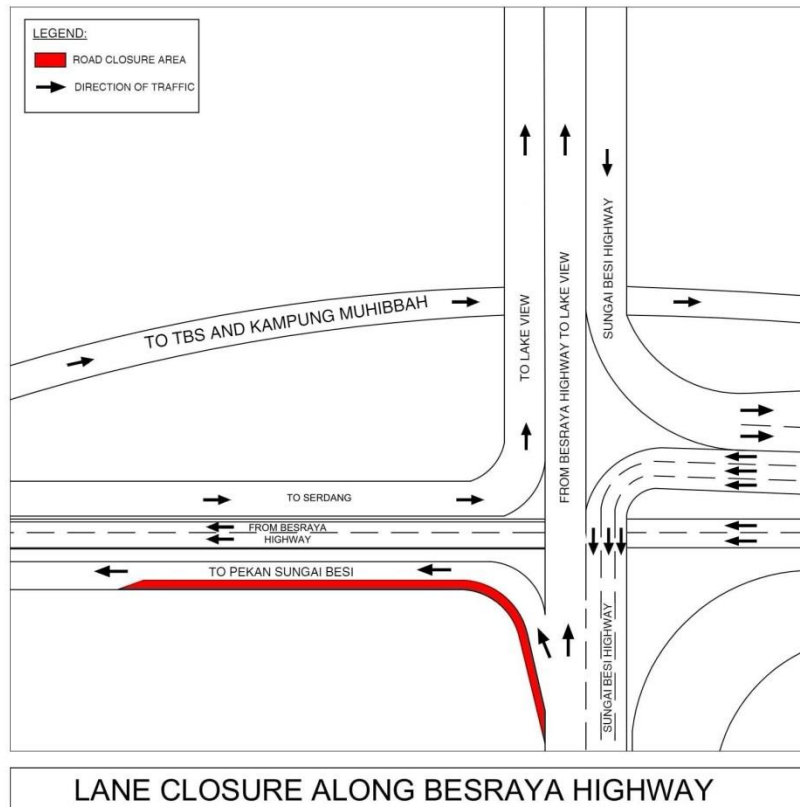 LEGEND:
ROAD CLOSURE AREA
DIRECTION OF TRAFFIC
TO TBS AND KAMPUNG MUHIBBAH
TO LAKE VIEW
FROM BESRAYA HIGHWAY TO LAKE VIEW
SUNGAI BESI HIGHWAY
TO SERDANG
FROM BESRAYA
HIGHWAY
TO PEKAN SUNGAI BESI
SUNGAI BESI HIGHWAY
LANE CLOSURE ALONG BESRAYA HIGHWAY